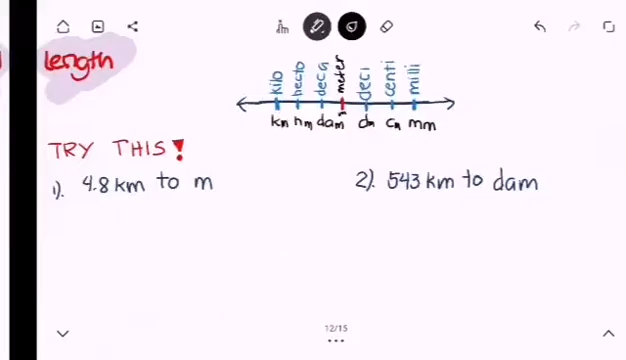 length
kilo hecto deca meter deci centi milli
km hm dam m dm cm mm
TRY THIS!
1). 4.8 km to m
2). 543 km to dam
12/15